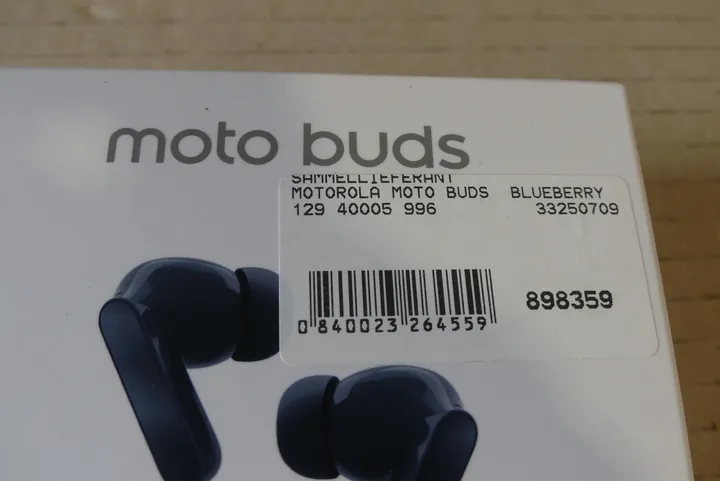 moto buds
SAMMELLIEFERANT
MOTOROLA MOTO BUDS BLUEBERRY
129 40005 996 33250709
898359
0 840023 264559